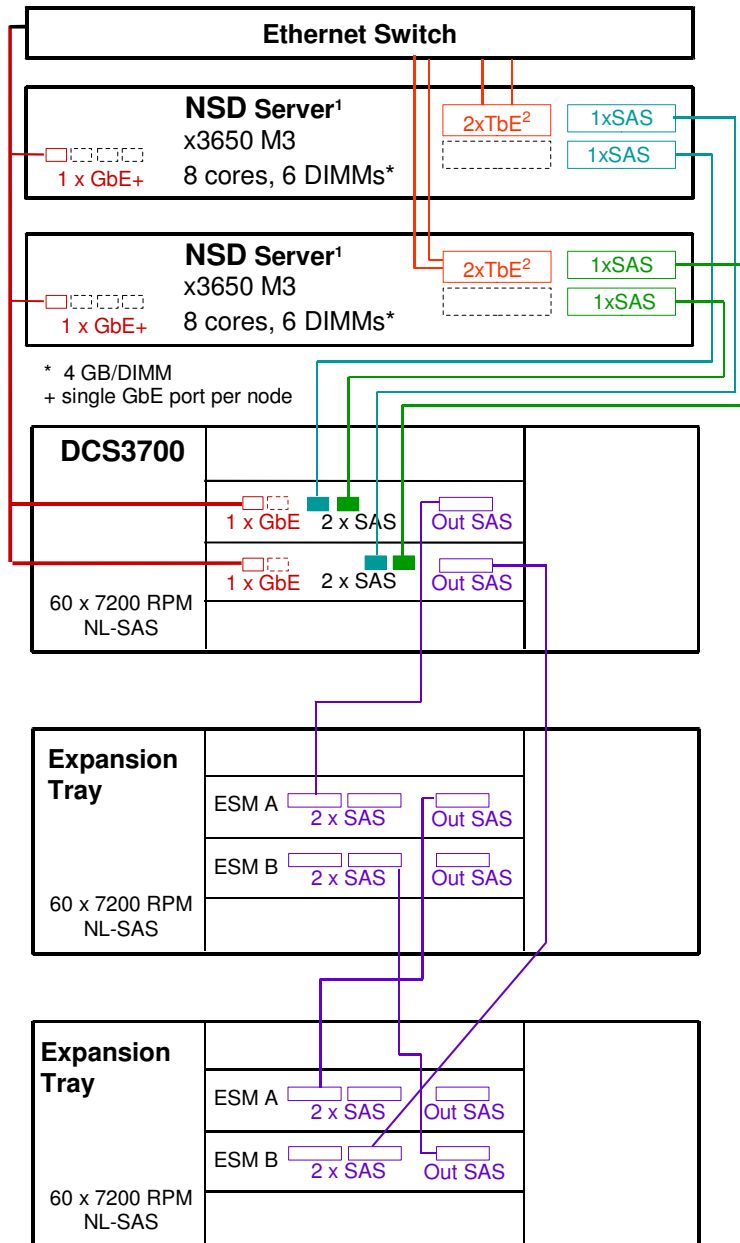 Ethernet Switch
NSD Server¹
x3650 M3
8 cores, 6 DIMMs*
1 x GbE+
2xTbE²
1xSAS
1xSAS
NSD Server¹
x3650 M3
8 cores, 6 DIMMs*
1 x GbE+
2xTbE²
1xSAS
1xSAS
* 4 GB/DIMM
+ single GbE port per node
DCS3700
1 x GbE 2 x SAS Out SAS
1 x GbE 2 x SAS Out SAS
60 x 7200 RPM
NL-SAS
Expansion
Tray
ESM A
2 x SAS Out SAS
ESM B
2 x SAS Out SAS
60 x 7200 RPM
NL-SAS
Expansion
Tray
ESM A
2 x SAS Out SAS
ESM B
2 x SAS Out SAS
60 x 7200 RPM
NL-SAS